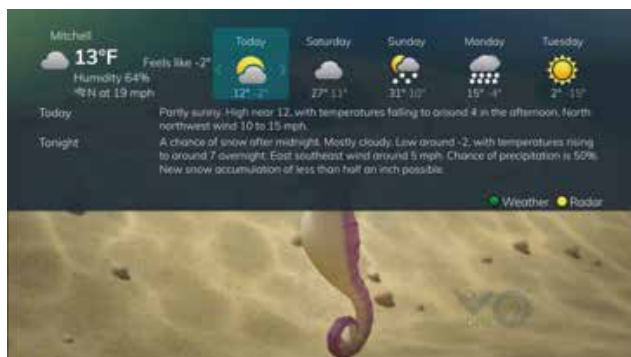 Mitchell
13°F Feels like -2°
Humidity 64%
N at 19 mph
Today Saturday Sunday Monday Tuesday
12° -2° 27° 11° 31° 10° 15° -4° 2° -15°
Today Partly sunny. High near 12, with temperatures falling to around 4 in the afternoon. North
northwest wind 10 to 15 mph.
Tonight A chance of snow after midnight. Mostly cloudy. Low around -2, with temperatures rising
to around 7 overnight. East southeast wind around 5 mph. Chance of precipitation is 50%.
New snow accumulation of less than half an inch possible.
Weather Radar